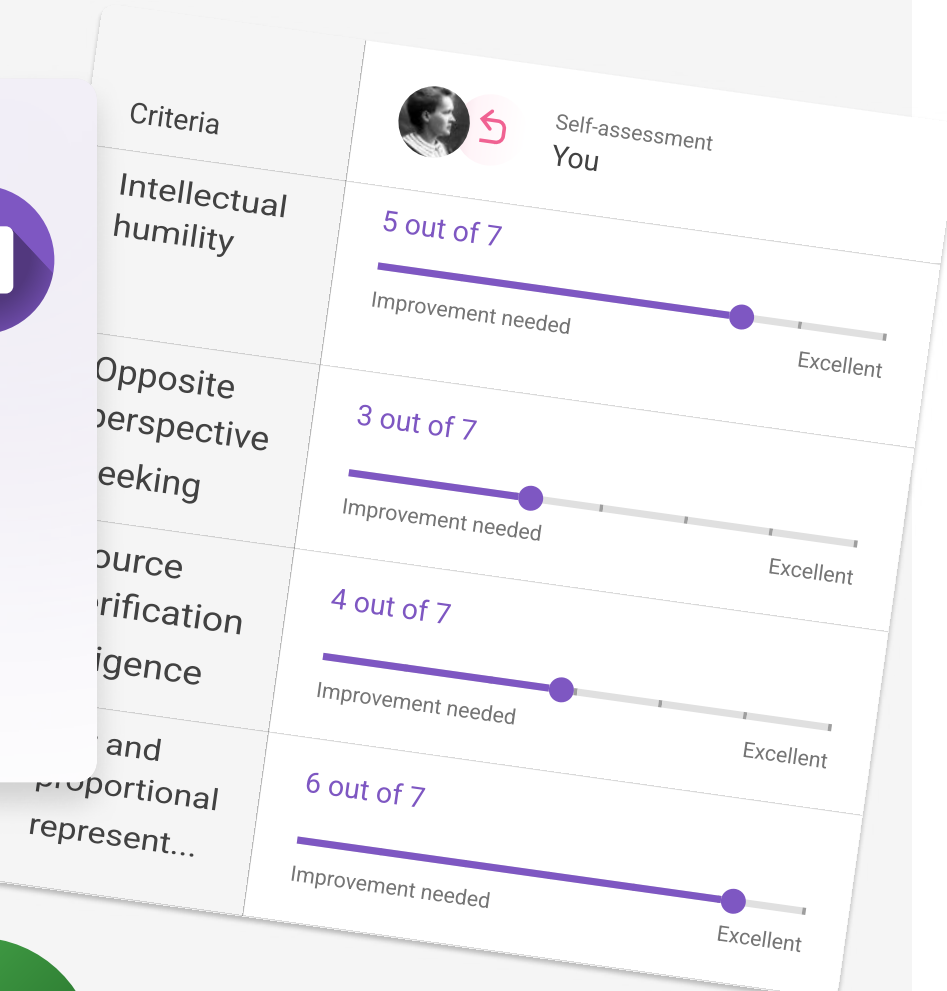 Criteria
Self-assessment
You
Intellectual
humility
5 out of 7
Improvement needed
Excellent
Opposite
perspective
eeking
3 out of 7
Improvement needed
Excellent
ource
rification
igence
4 out of 7
Improvement needed
Excellent
and
proportional
represent...
6 out of 7
Improvement needed
Excellent